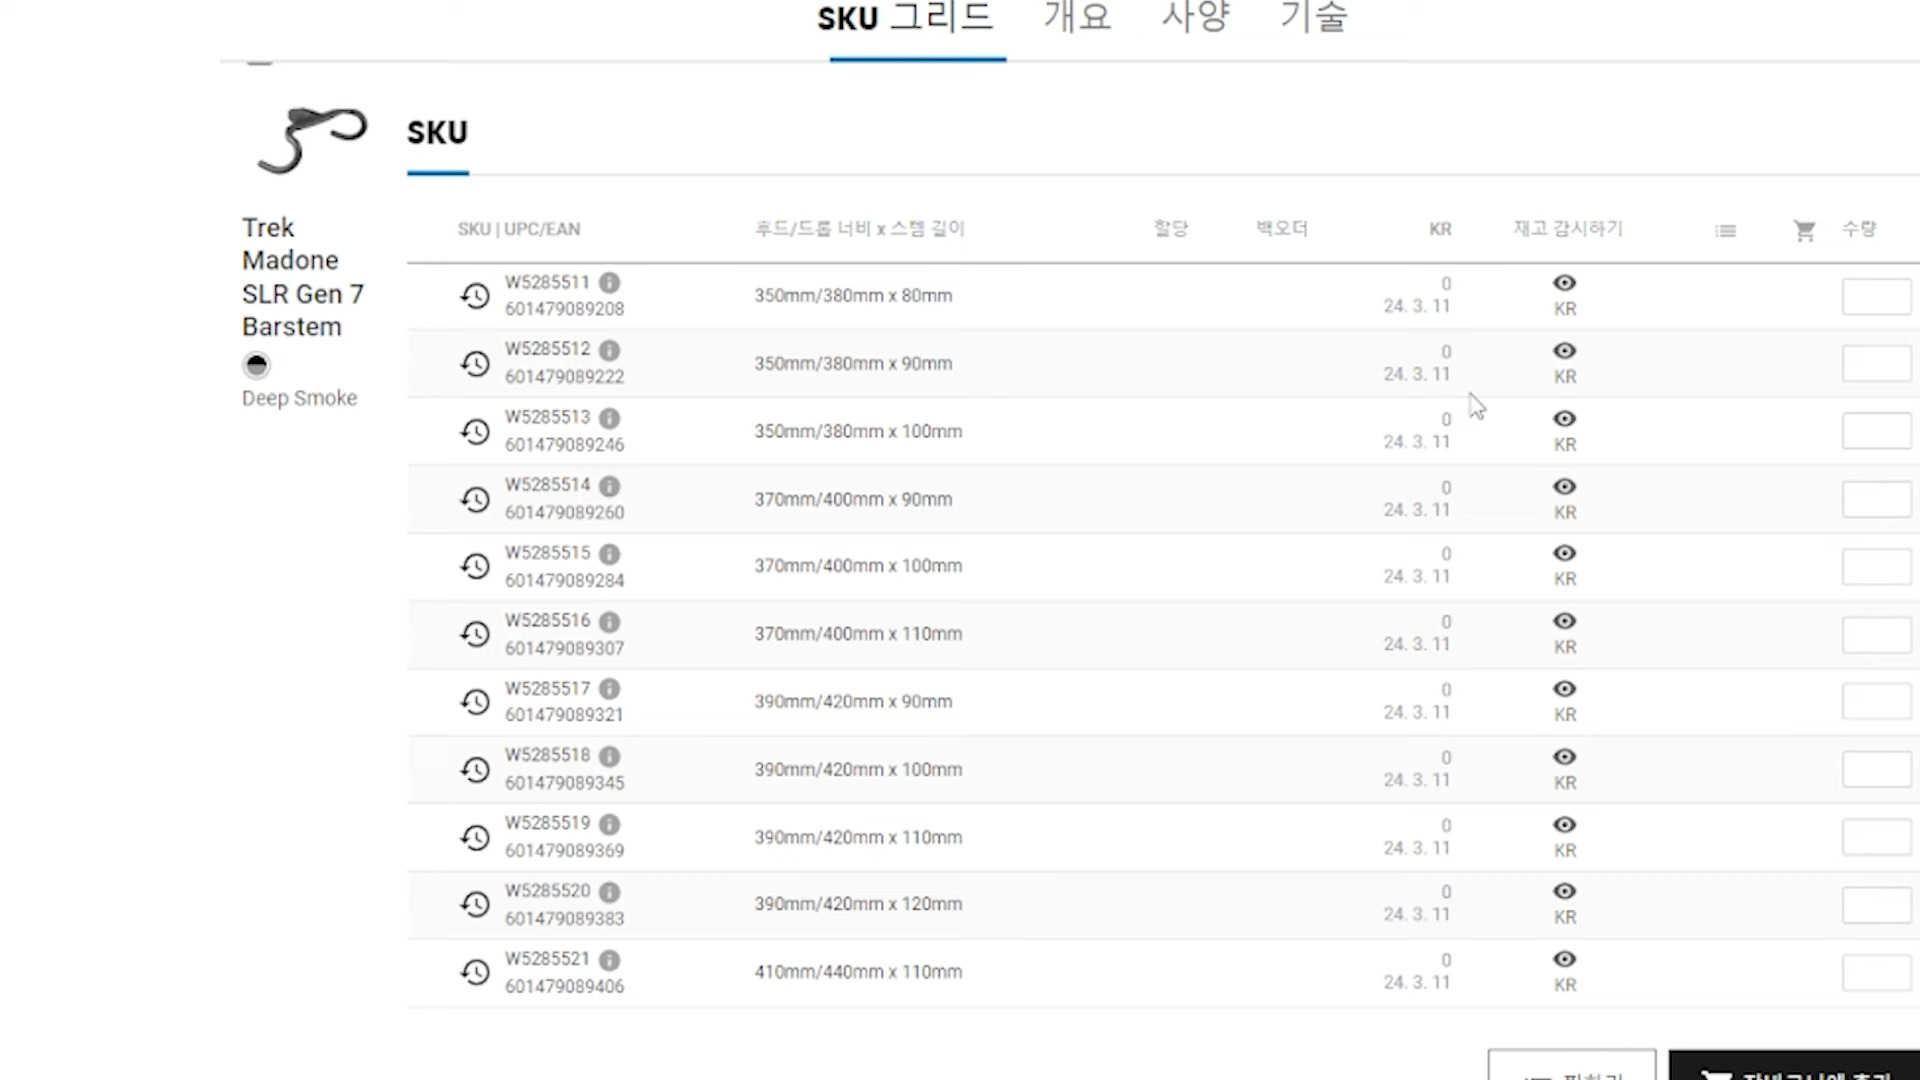 SKU 그리드 개요 사양 기술
SKU
Trek
Madone
SLR Gen 7
Barstem
Deep Smoke
SKU | UPC/EAN 후드/드롭 너비 x 스템 길이 할당 백오더 KR 재고 감시하기 수량
W5285511
601479089208
350mm/380mm x 80mm
0
24. 3. 11
KR
W5285512
601479089222
350mm/380mm x 90mm
0
24. 3. 11
KR
W5285513
601479089246
350mm/380mm x 100mm
0
24. 3. 11
KR
W5285514
601479089260
370mm/400mm x 90mm
0
24. 3. 11
KR
W5285515
601479089284
370mm/400mm x 100mm
0
24. 3. 11
KR
W5285516
601479089307
370mm/400mm x 110mm
0
24. 3. 11
KR
W5285517
601479089321
390mm/420mm x 90mm
0
24. 3. 11
KR
W5285518
601479089345
390mm/420mm x 100mm
0
24. 3. 11
KR
W5285519
601479089369
390mm/420mm x 110mm
0
24. 3. 11
KR
W5285520
601479089383
390mm/420mm x 120mm
0
24. 3. 11
KR
W5285521
601479089406
410mm/440mm x 110mm
0
24. 3. 11
KR